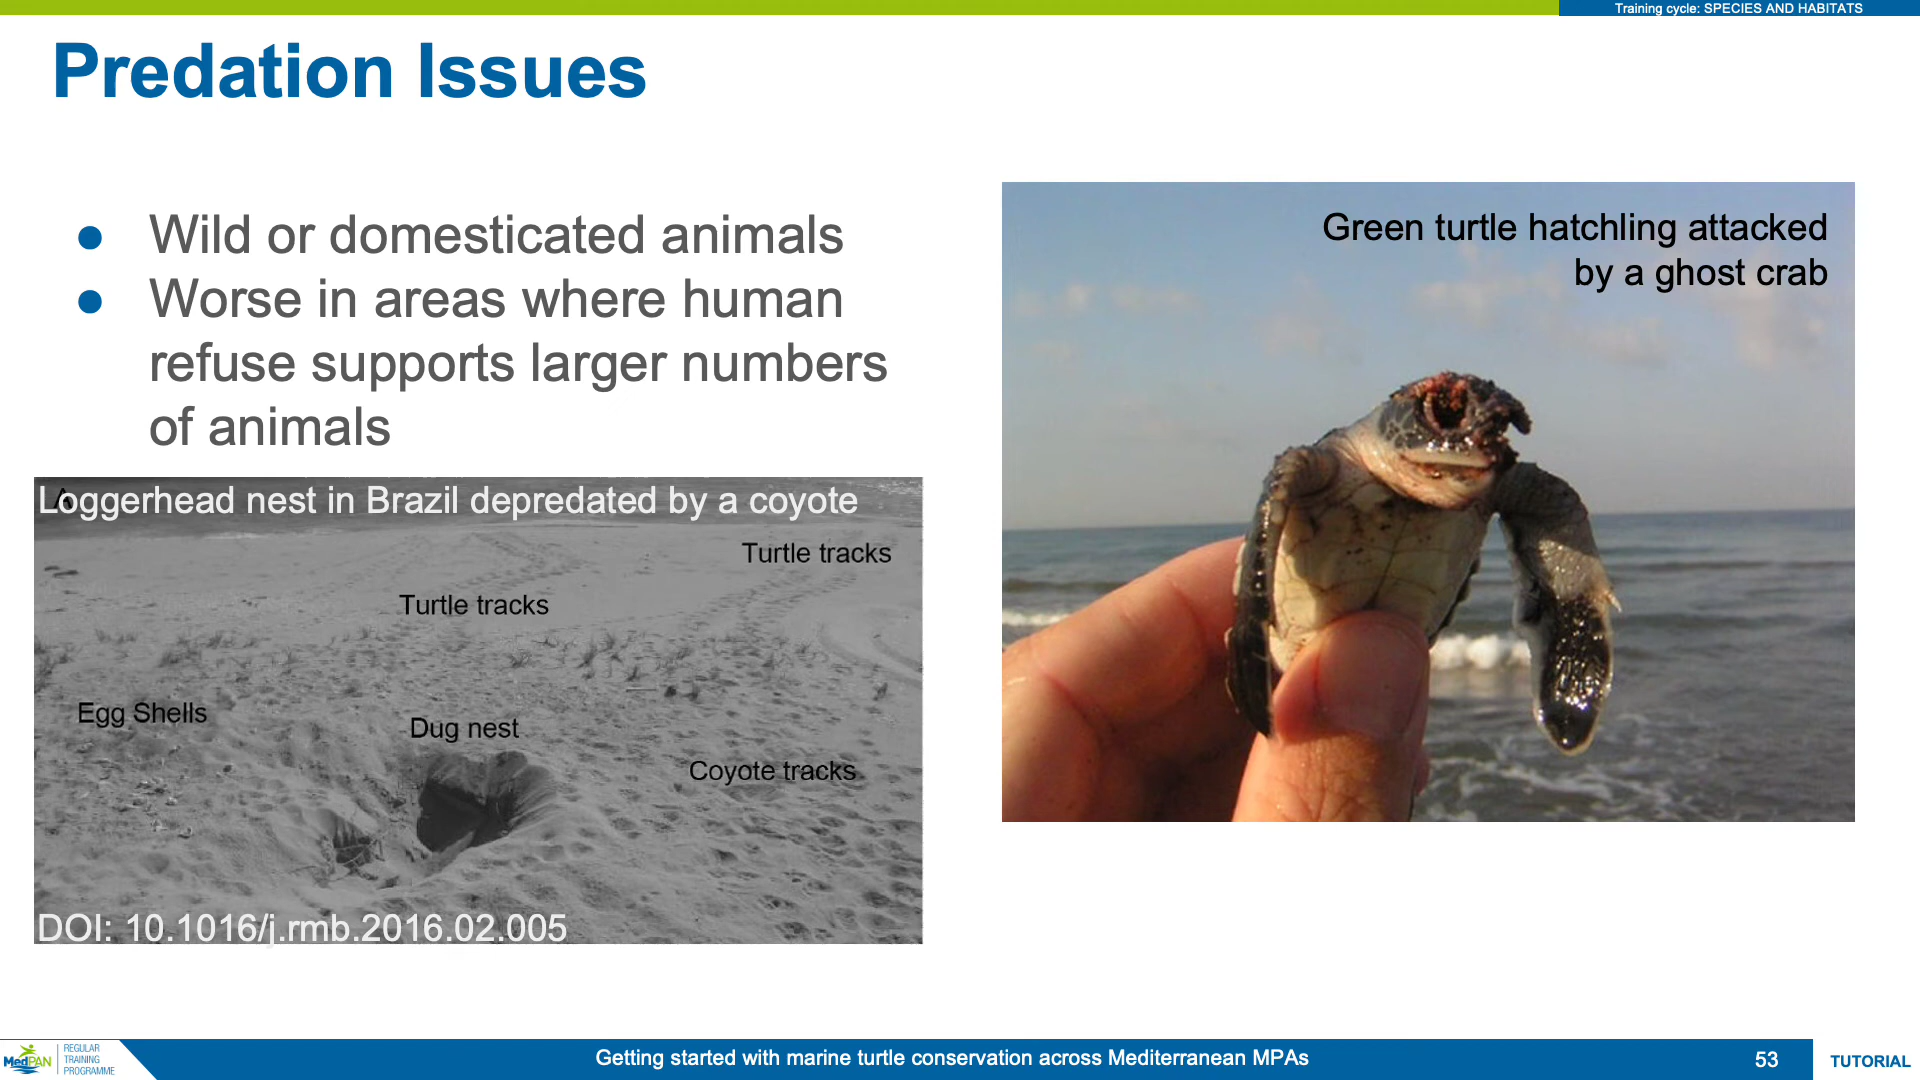 Training cycle: SPECIES AND HABITATS
Predation Issues
● Wild or domesticated animals
● Worse in areas where human
refuse supports larger numbers
of animals
Green turtle hatchling attacked
by a ghost crab
A
Loggerhead nest in Brazil depredated by a coyote
Turtle tracks
Turtle tracks
Egg Shells
Dug nest
Coyote tracks
DOI: 10.1016/j.rmb.2016.02.005
MedPAN
REGULAR
TRAINING
PROGRAMME
Getting started with marine turtle conservation across Mediterranean MPAs
53
TUTORIAL